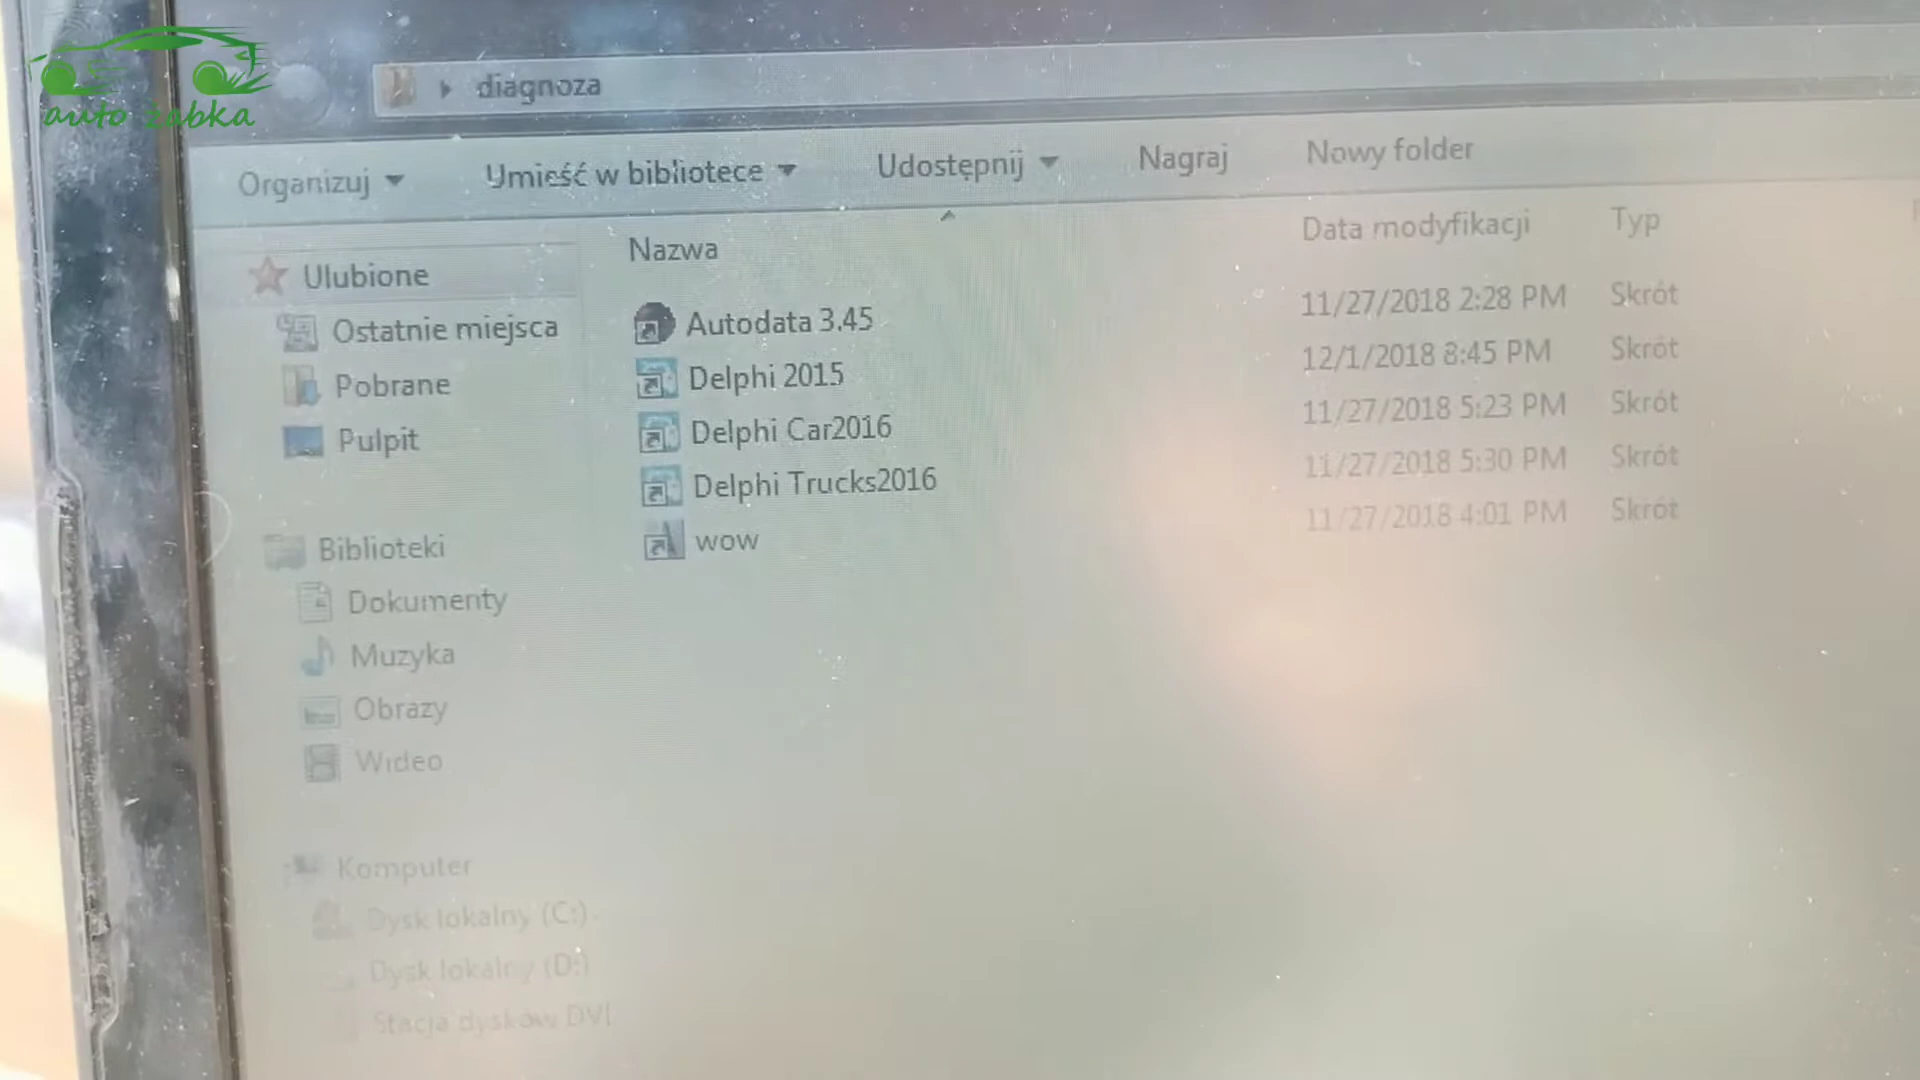 auto żabka
diagnoza
Organizuj Umieść w bibliotece Udostępnij Nagraj Nowy folder
Nazwa Data modyfikacji Typ
Ulubione
Ostatnie miejsca
Pobrane
Pulpit
Biblioteki
Dokumenty
Muzyka
Obrazy
Wideo
Komputer
Dysk lokalny (C:)
Dysk lokalny (D:)
Stacja dysków DVD
Autodata 3.45 11/27/2018 2:28 PM Skrót
Delphi 2015 12/1/2018 8:45 PM Skrót
Delphi Car2016 11/27/2018 5:23 PM Skrót
Delphi Trucks2016 11/27/2018 5:30 PM Skrót
wow 11/27/2018 4:01 PM Skrót